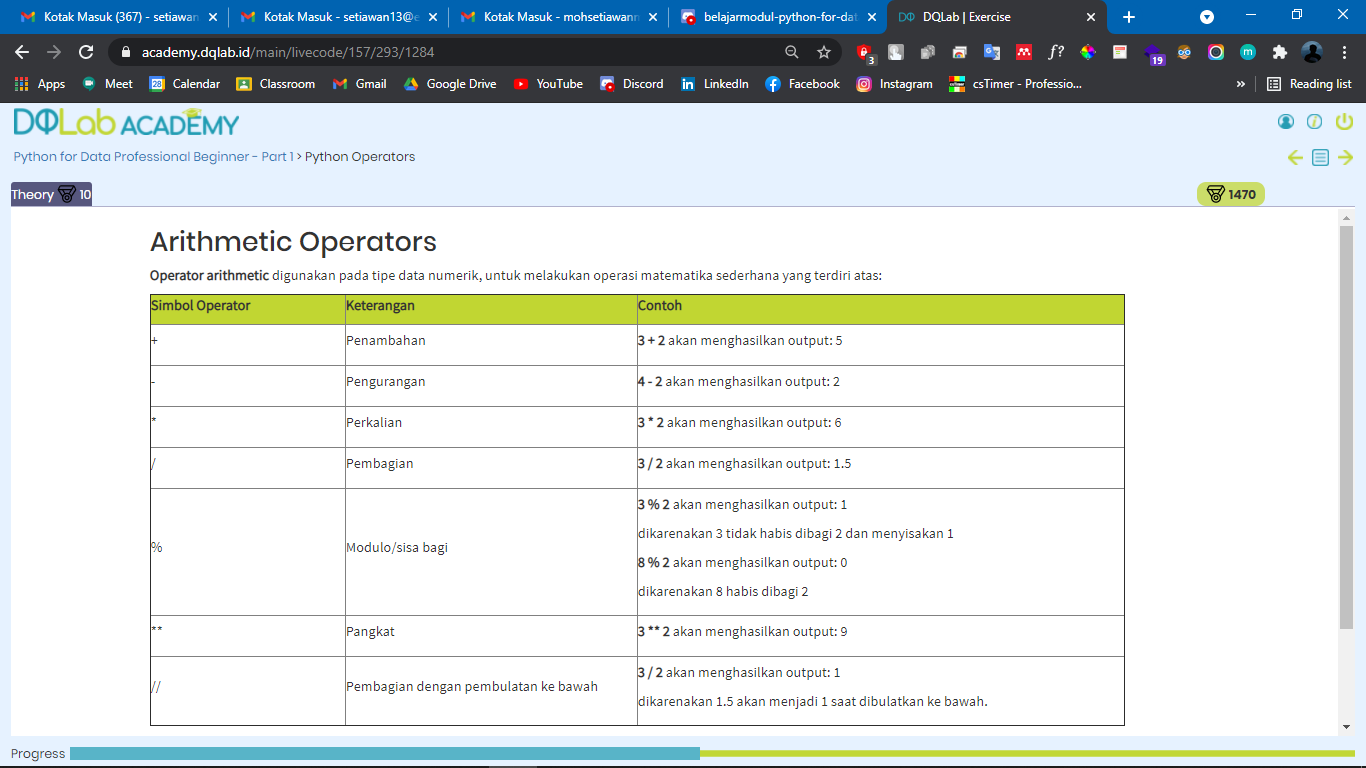 Kotak Masuk (367) - setiawan
Kotak Masuk - setiawan13@e
Kotak Masuk - mohsetiawann
belajarmodul-python-for-dat
DQLab | Exercise
academy.dqlab.id/main/livecode/157/293/1284
3
f?
19
Apps
Meet
28
Calendar
Classroom
Gmail
Google Drive
YouTube
Discord
LinkedIn
Facebook
Instagram
csTimer - Professio...
»
Reading list
DQLab ACADEMY
Python for Data Professional Beginner - Part 1 > Python Operators
Theory 10
1470
Arithmetic Operators
Operator arithmetic digunakan pada tipe data numerik, untuk melakukan operasi matematika sederhana yang terdiri atas:
Simbol Operator Keterangan Contoh
+ Penambahan 3 + 2 akan menghasilkan output: 5
- Pengurangan 4 - 2 akan menghasilkan output: 2
* Perkalian 3 * 2 akan menghasilkan output: 6
/ Pembagian 3 / 2 akan menghasilkan output: 1.5
% Modulo/sisa bagi
3 % 2 akan menghasilkan output: 1
dikarenakan 3 tidak habis dibagi 2 dan menyisakan 1
8 % 2 akan menghasilkan output: 0
dikarenakan 8 habis dibagi 2
** Pangkat 3 ** 2 akan menghasilkan output: 9
// Pembagian dengan pembulatan ke bawah
3 / 2 akan menghasilkan output: 1
dikarenakan 1.5 akan menjadi 1 saat dibulatkan ke bawah.
Progress